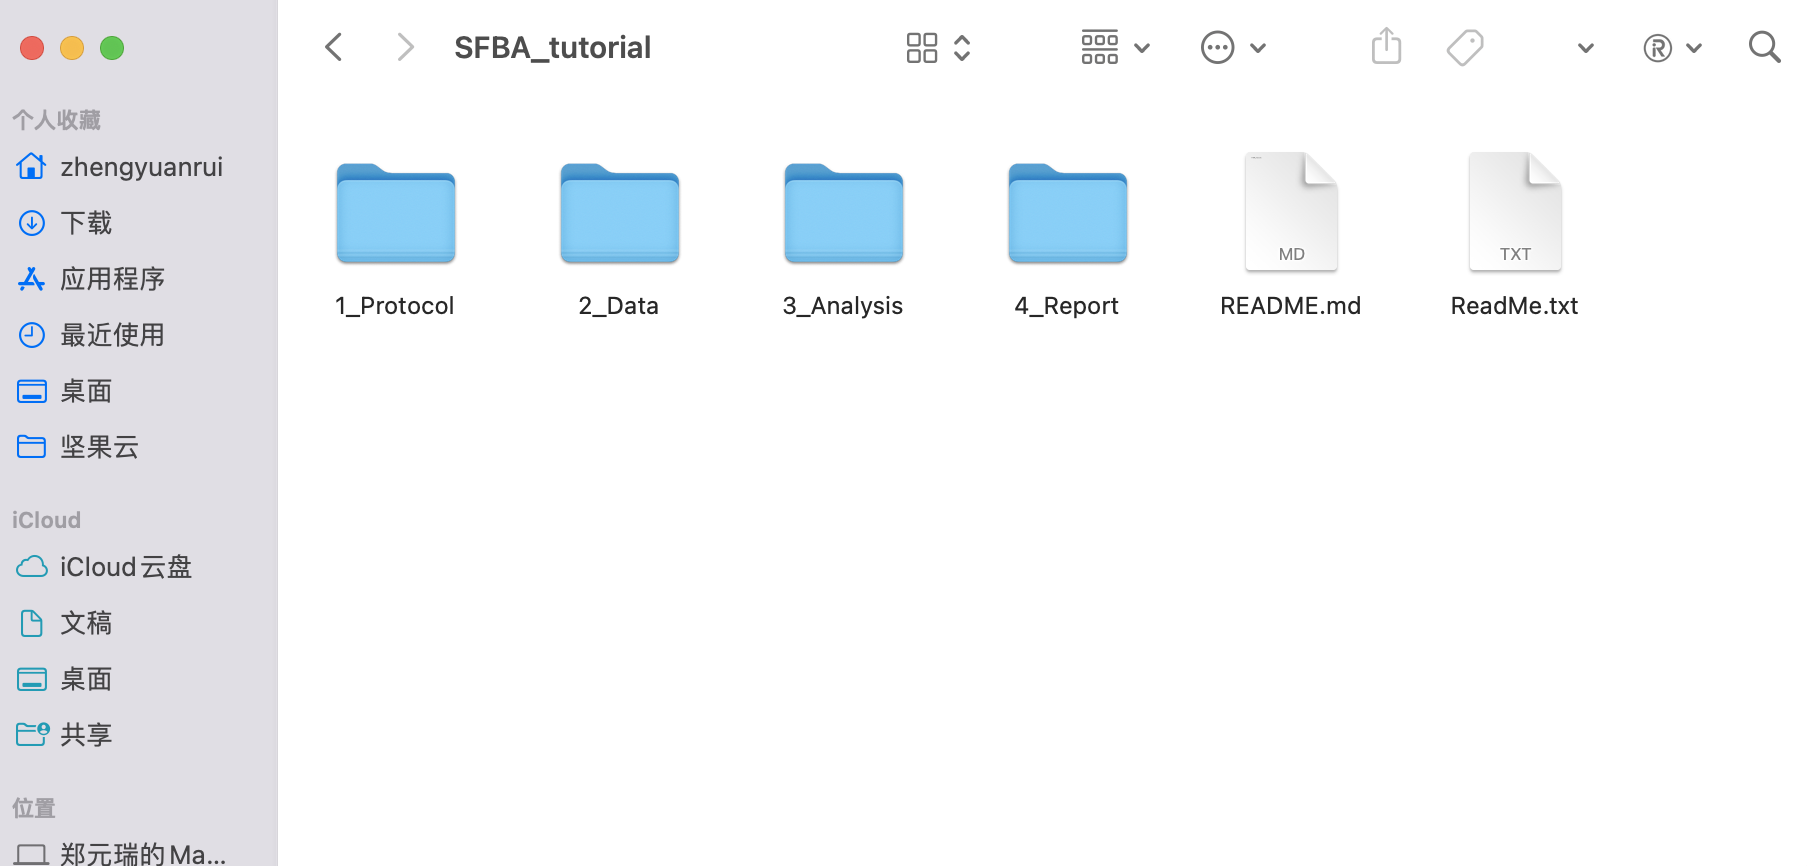 SFBA_tutorial
个人收藏
zhengyuanrui
下载
应用程序
最近使用
桌面
坚果云
iCloud
iCloud云盘
文稿
桌面
共享
位置
郑元瑞的Ma...
1_Protocol
2_Data
3_Analysis
4_Report
MD
README.md
TXT
ReadMe.txt